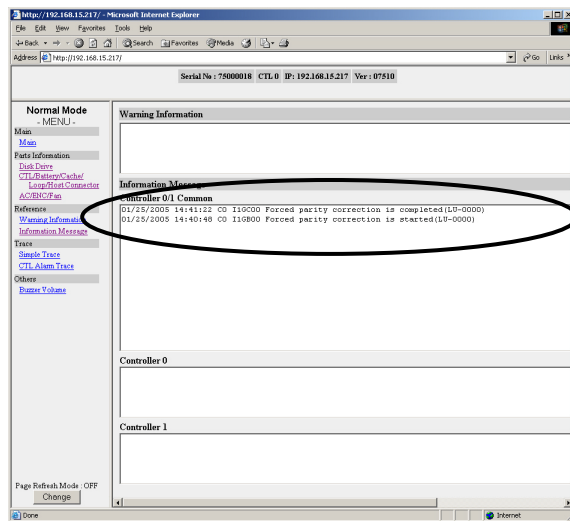 http://192.168.15.217/ - Microsoft Internet Explorer
File Edit View Favorites Tools Help
Back Search Favorites Media
Address http://192.168.15.217/ Go Links
Serial No : 75000018 CTL 0 IP: 192.168.15.217 Ver : 07510
Normal Mode
- MENU -
Main
Main
Parts Information
Disk Drive
CTL/Battery/Cache/
Loop/Host Connector
AC/ENC/Fan
Reference
Warning Information
Information Message
Trace
Simple Trace
CTL Alarm Trace
Others
Buzzer Volume
Page Refresh Mode : OFF
Change
Warning Information
Information Message
Controller 0/1 Common
01/25/2005 14:41:22 C0 I1GC00 Forced parity correction is completed(LU-0000)
01/25/2005 14:40:48 C0 I1GB00 Forced parity correction is started(LU-0000)
Controller 0
Controller 1
Done Internet